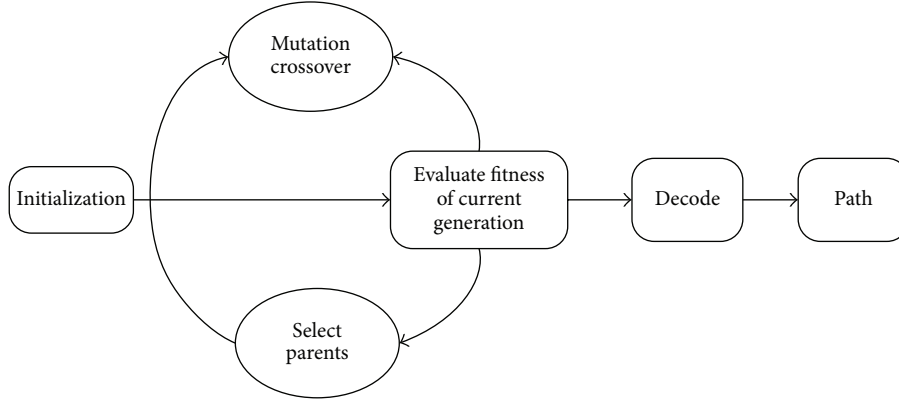 Mutation
crossover
Initialization
Evaluate fitness
of current
generation
Decode
Path
Select
parents